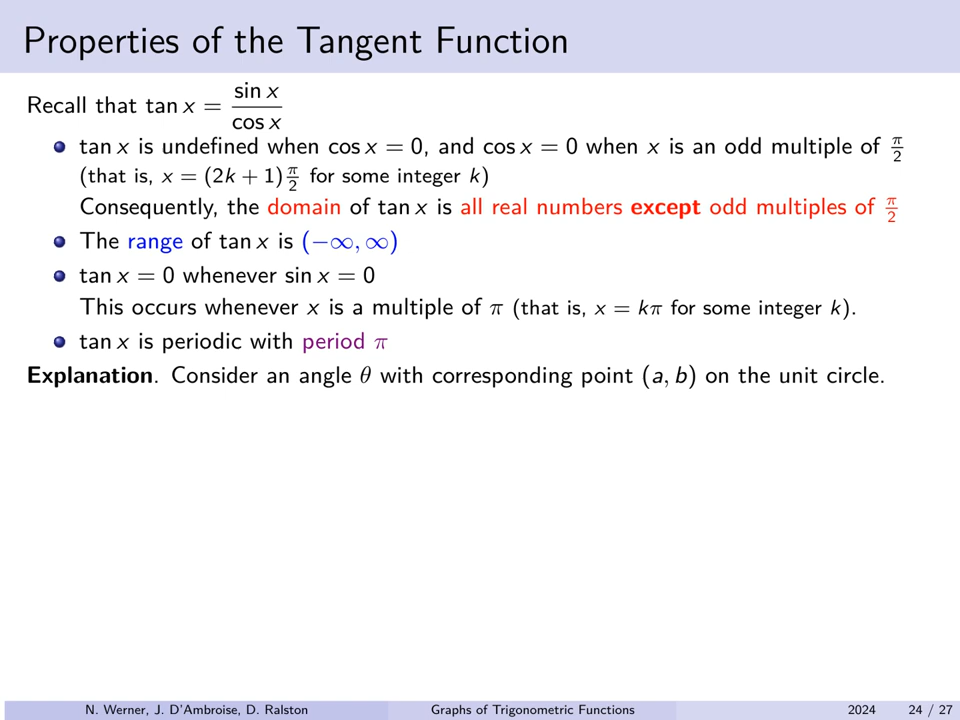 Properties of the Tangent Function
Recall that tan x = sin x / cos x
tan x is undefined when cos x = 0, and cos x = 0 when x is an odd multiple of π/2
(that is, x = (2k + 1)π/2 for some integer k)
Consequently, the domain of tan x is all real numbers except odd multiples of π/2
The range of tan x is (−∞, ∞)
tan x = 0 whenever sin x = 0
This occurs whenever x is a multiple of π (that is, x = kπ for some integer k).
tan x is periodic with period π
Explanation. Consider an angle θ with corresponding point (a, b) on the unit circle.
N. Werner, J. D'Ambroise, D. Ralston Graphs of Trigonometric Functions 2024 24 / 27